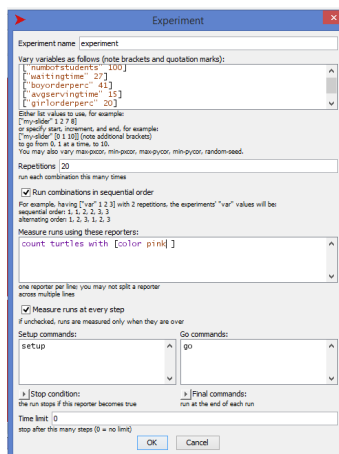 Experiment
Experiment name experiment
Vary variables as follows (note brackets and quotation marks):
["numbofstudents" 100]
["waitingtime" 27]
["boyorderperc" 41]
["avgservingtime" 15]
["girlorderperc" 20]
Either list values to use, for example:
["my-slider" 1 2 7 8]
or specify start, increment, and end, for example:
["my-slider" [0 1 10]] (note additional brackets)
to go from 0, 1 at a time, to 10.
You may also vary max-pxcor, min-pxcor, max-pycor, min-pycor, random-seed.
Repetitions 20
run each combination this many times
Run combinations in sequential order
For example, having ["var" 1 2 3] with 2 repetitions, the experiments' "var" values will be:
sequential order: 1, 1, 2, 2, 3, 3
alternating order: 1, 2, 3, 1, 2, 3
Measure runs using these reporters:
count turtles with [color pink ]
one reporter per line; you may not split a reporter
across multiple lines
Measure runs at every step
if unchecked, runs are measured only when they are over
Setup commands: Go commands:
setup go
Stop condition: Final commands:
the run stops if this reporter becomes true run at the end of each run
Time limit 0
stop after this many steps (0 = no limit)
OK Cancel